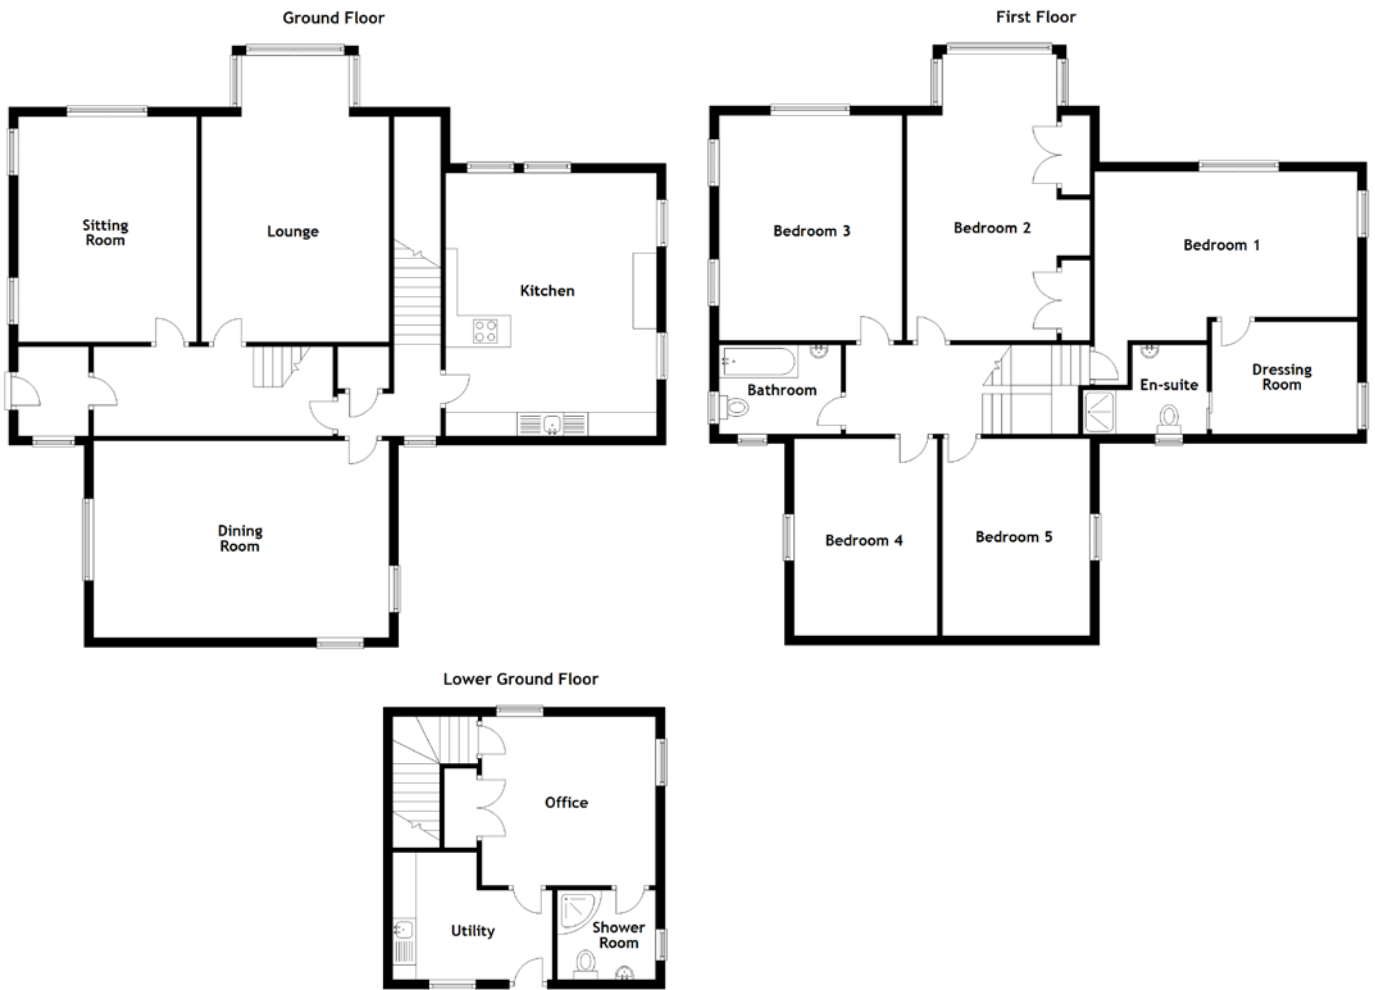 Ground Floor
Sitting
Room
Lounge
Kitchen
Dining
Room
First Floor
Bedroom 3
Bedroom 2
Bedroom 1
Bathroom
En-suite
Dressing
Room
Bedroom 4
Bedroom 5
Lower Ground Floor
Office
Utility
Shower
Room